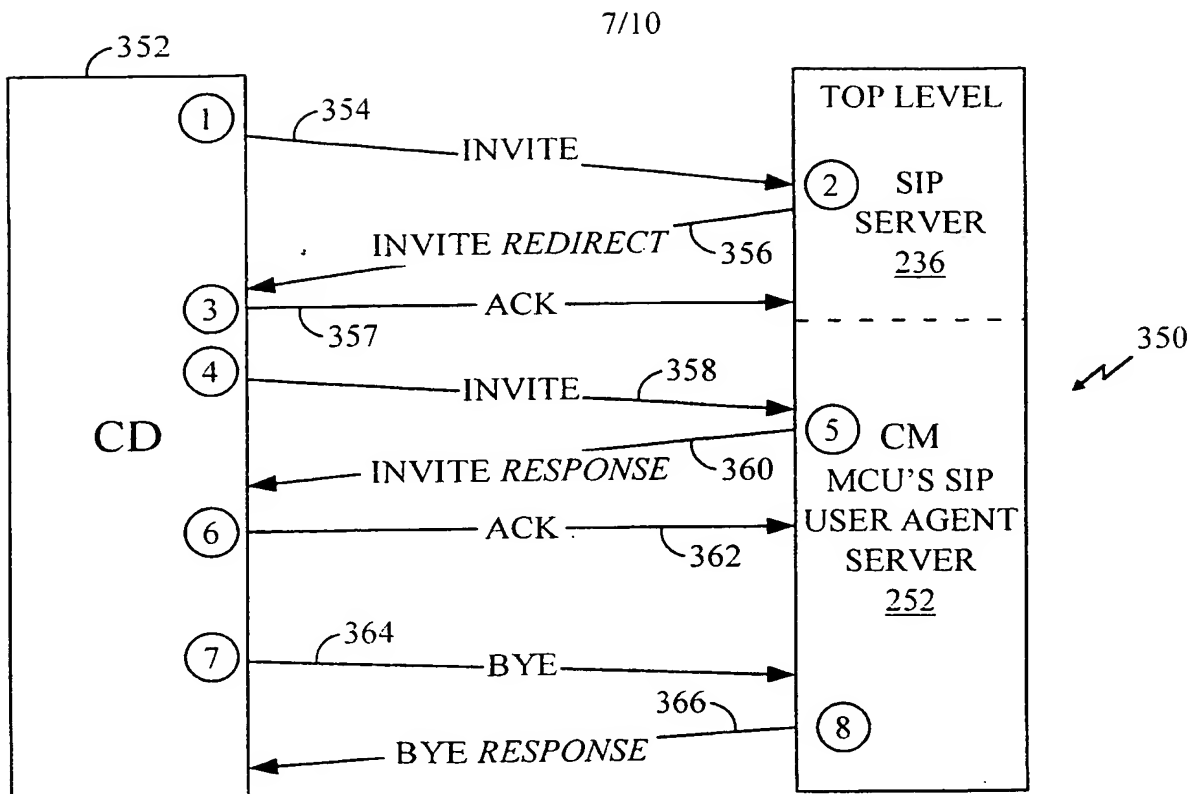 7/10
352
TOP LEVEL
1
354
INVITE
2
SIP
SERVER
236
INVITE REDIRECT
356
3
ACK
357
350
4
INVITE
358
CD
5
CM
MCU'S SIP
USER AGENT
SERVER
252
INVITE RESPONSE
360
6
ACK
362
7
364
BYE
366
8
BYE RESPONSE